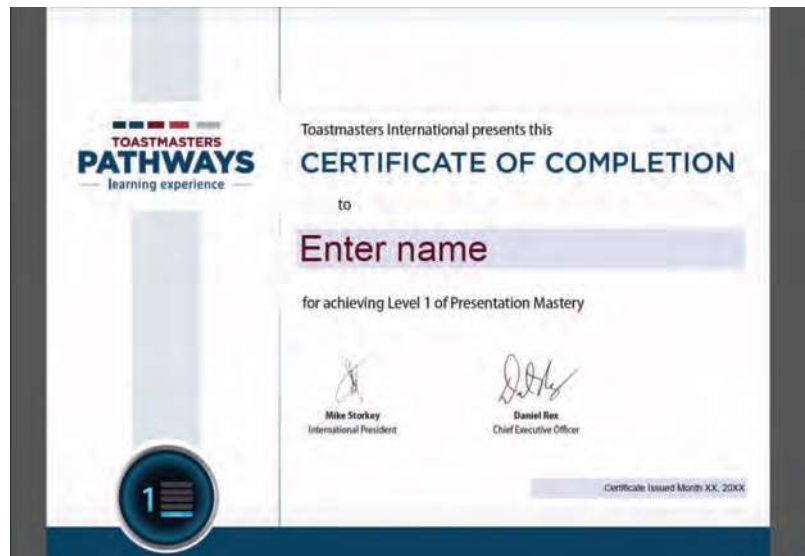 TOASTMASTERS
PATHWAYS
learning experience
Toastmasters International presents this
CERTIFICATE OF COMPLETION
to
Enter name
for achieving Level 1 of Presentation Mastery
Mike Storkey
International President
Daniel Rex
Chief Executive Officer
Certificate Issued Month XX, 20XX
1